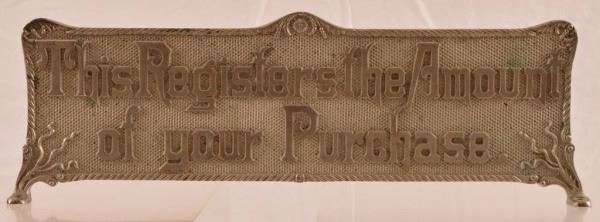 This Registers the Amount
of your Purchase